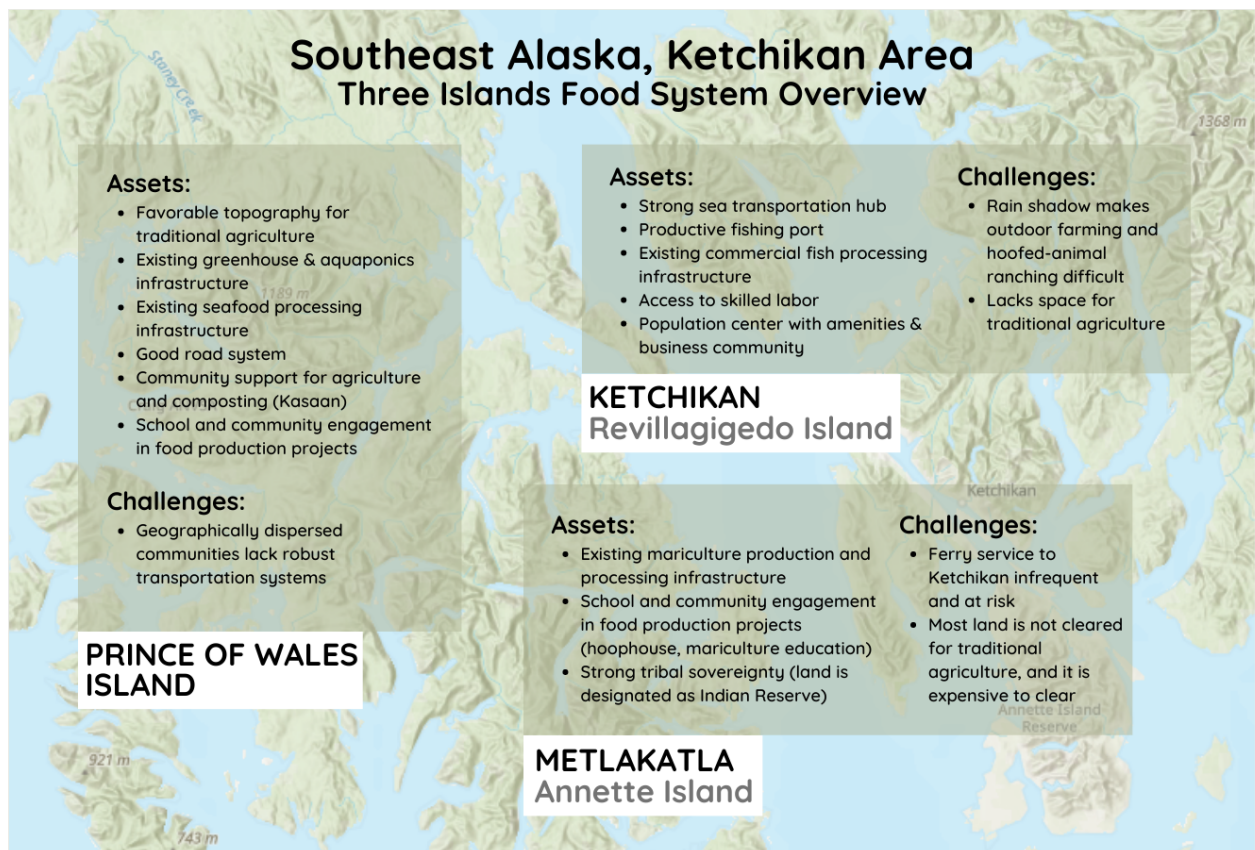 Southeast Alaska, Ketchikan Area
Three Islands Food System Overview
Staney Creek
1368 m
Assets:
• Favorable topography for
traditional agriculture
• Existing greenhouse & aquaponics
infrastructure
1189 m
• Existing seafood processing
infrastructure
• Good road system
• Community support for agriculture
and composting (Kasaan)
• School and community engagement
in food production projects
Challenges:
• Geographically dispersed
communities lack robust
transportation systems
PRINCE OF WALES
ISLAND
Assets:
• Strong sea transportation hub
• Productive fishing port
• Existing commercial fish processing
infrastructure
• Access to skilled labor
• Population center with amenities &
business community
Challenges:
• Rain shadow makes
outdoor farming and
hoofed-animal
ranching difficult
• Lacks space for
traditional agriculture
KETCHIKAN
Revillagigedo Island
Ketchikan
Assets:
• Existing mariculture production and
processing infrastructure
• School and community engagement
in food production projects
(hoophouse, mariculture education)
• Strong tribal sovereignty (land is
designated as Indian Reserve)
Challenges:
• Ferry service to
Ketchikan infrequent
and at risk
• Most land is not cleared
for traditional
agriculture, and it is
expensive to clear
Annette Island
Reserve
METLAKATLA
Annette Island
921 m
743 m